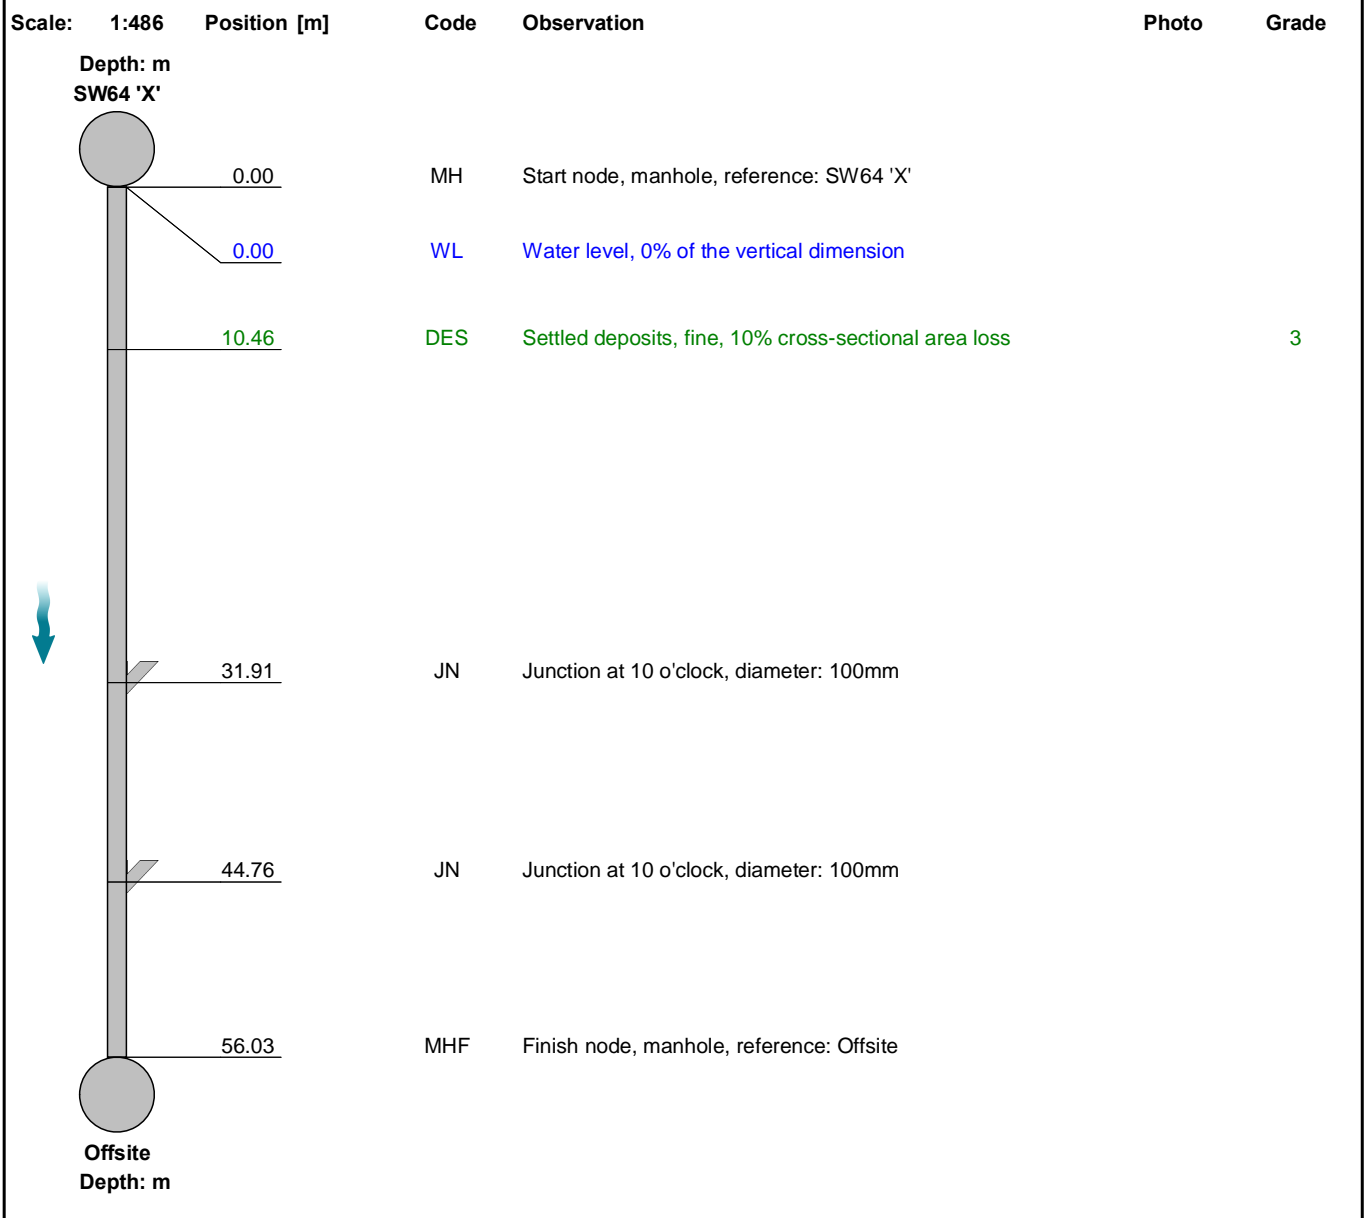 Scale: 1:486 Position [m] Code Observation Photo Grade
Depth: m
SW64 'X'
0.00 MH Start node, manhole, reference: SW64 'X'
0.00 WL Water level, 0% of the vertical dimension
10.46 DES Settled deposits, fine, 10% cross-sectional area loss 3
31.91 JN Junction at 10 o'clock, diameter: 100mm
44.76 JN Junction at 10 o'clock, diameter: 100mm
56.03 MHF Finish node, manhole, reference: Offsite
Offsite
Depth: m